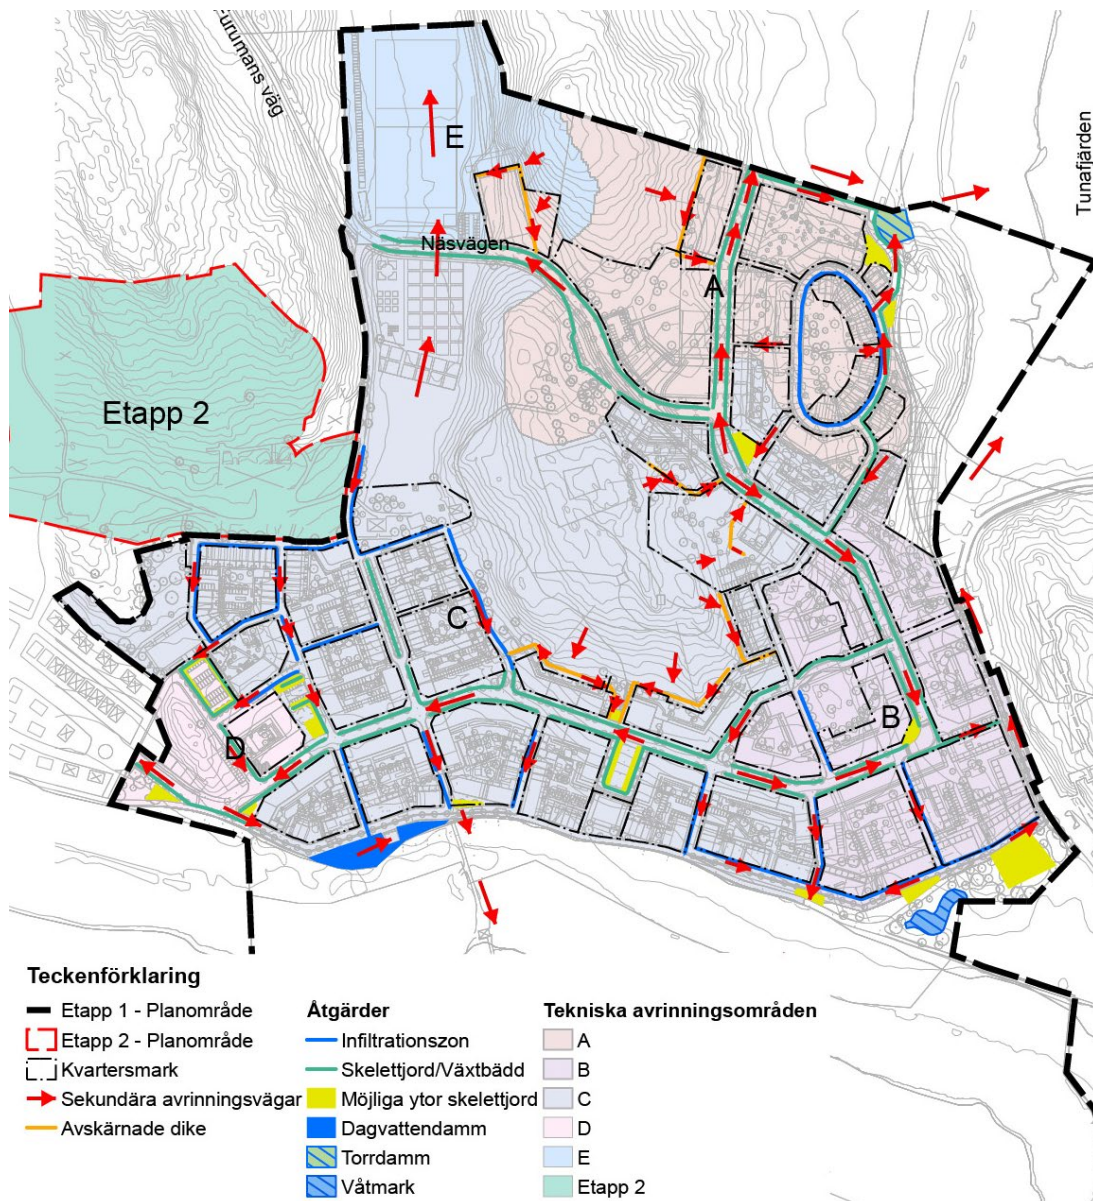 Furumans väg
E
Näsvägen
Tunafjärden
A
Etapp 2
C
B
D
Teckenförklaring
Etapp 1 - Planområde
Etapp 2 - Planområde
Kvartersmark
Sekundära avrinningsvägar
Avskärnade dike
Åtgärder
Infiltrationszon
Skelettjord/Växtbädd
Möjliga ytor skelettjord
Dagvattendamm
Torrdamm
Våtmark
Tekniska avrinningsområden
A
B
C
D
E
Etapp 2